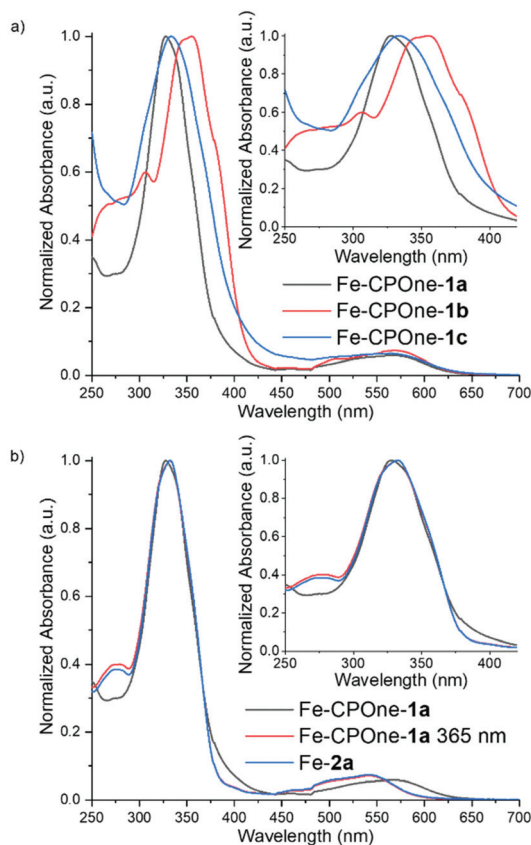 a)
Normalized Absorbance (a.u.)
1.0
0.8
0.6
0.4
0.2
0.0
250 300 350 400 450 500 550 600 650 700
Wavelength (nm)
Normalized Absorbance (a.u.)
1.0
0.8
0.6
0.4
0.2
0.0
250 300 350 400
Wavelength (nm)
Fe-CPOne-1a
Fe-CPOne-1b
Fe-CPOne-1c
b)
Normalized Absorbance (a.u.)
1.0
0.8
0.6
0.4
0.2
0.0
250 300 350 400 450 500 550 600 650 700
Wavelength (nm)
Normalized Absorbance (a.u.)
1.0
0.8
0.6
0.4
0.2
0.0
250 300 350 400
Wavelength (nm)
Fe-CPOne-1a
Fe-CPOne-1a 365 nm
Fe-2a